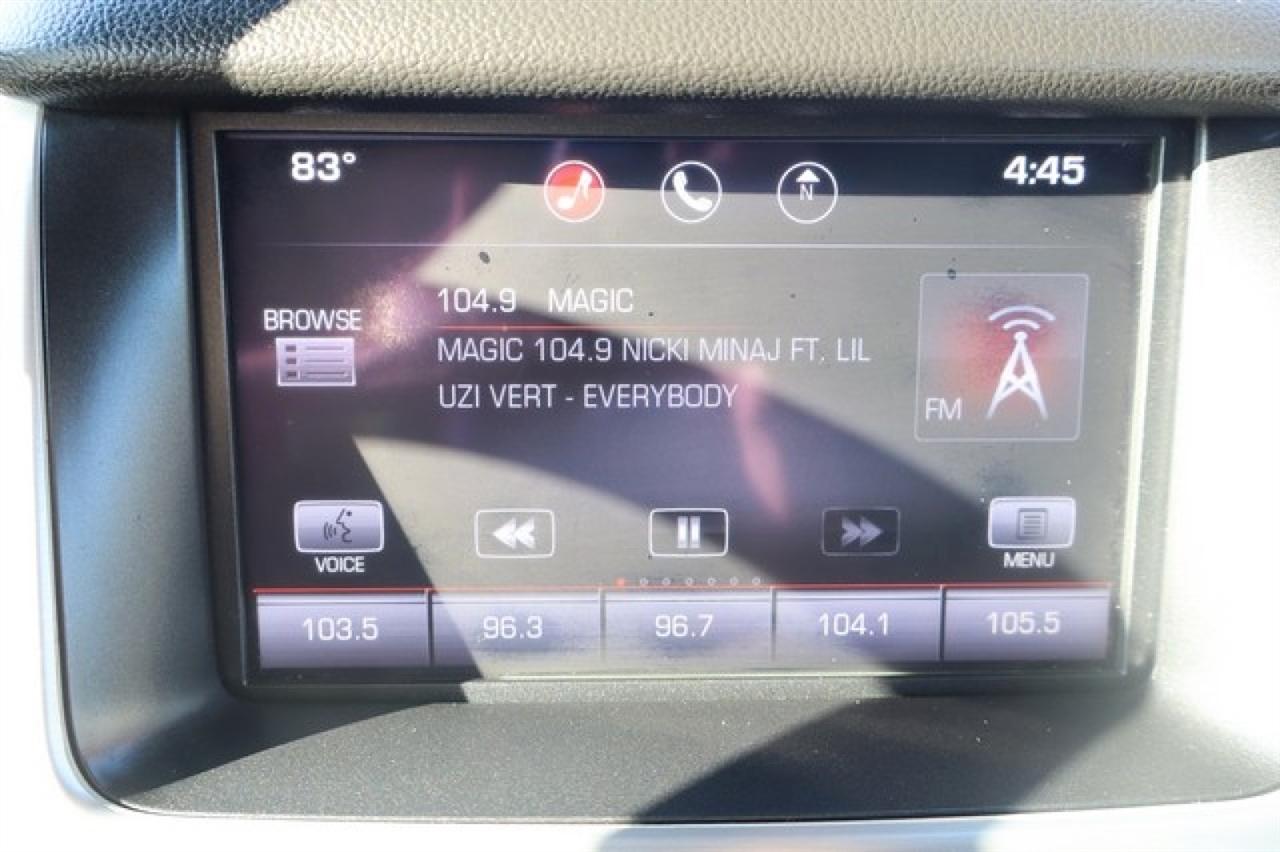 83°
4:45
N
BROWSE
104.9 MAGIC
MAGIC 104.9 NICKI MINAJ FT. LIL
UZI VERT - EVERYBODY
FM
VOICE
MENU
103.5 96.3 96.7 104.1 105.5